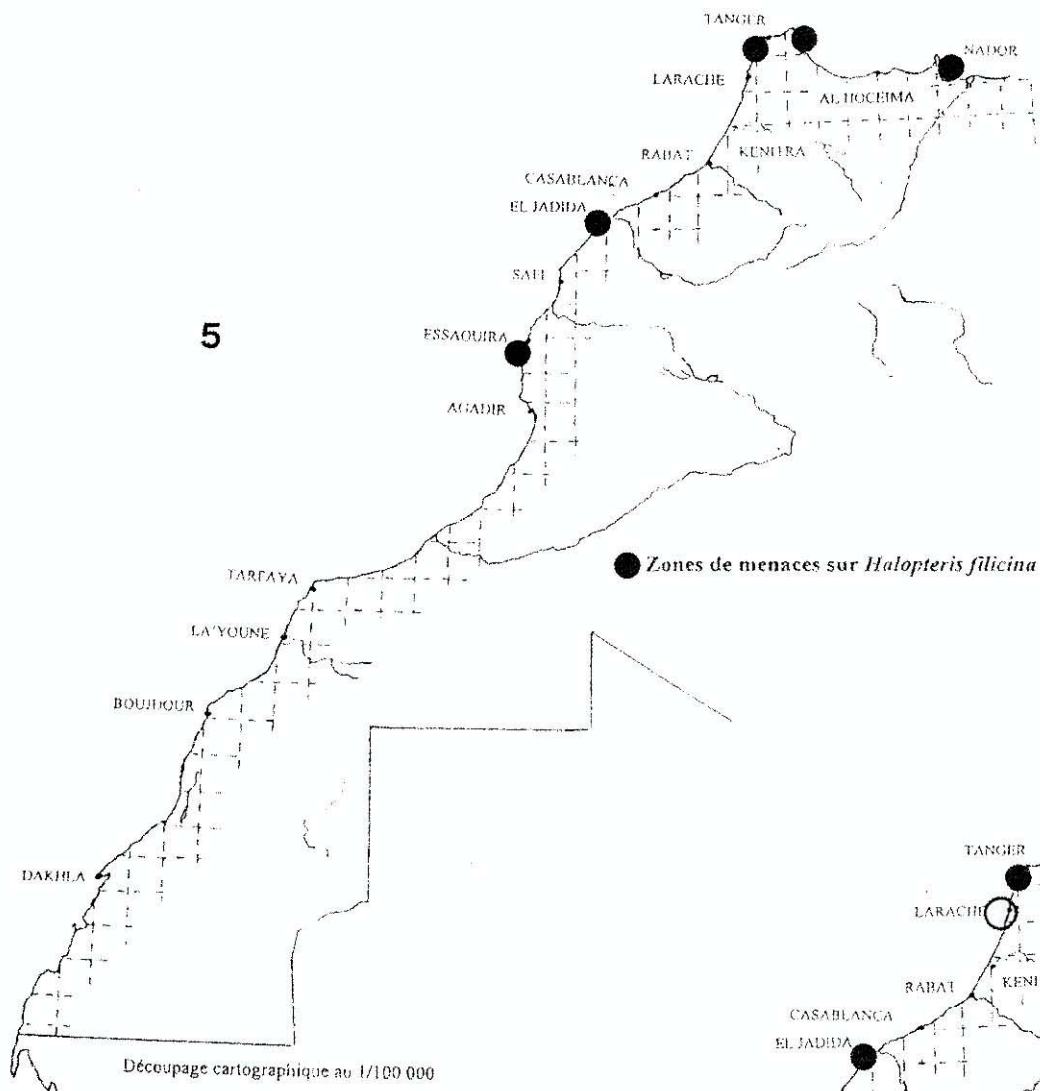 TANGER
NADOR
LARACHE
AL HOCEIMA
RABAT
KENITRA
CASABLANCA
EL JADIDA
SAFI
5
ESSAOUIRA
AGADIR
Zones de menaces sur Halopteris filicina
TARFAYA
LA'YOUNE
BOUJDOUR
DAKHLA
TANGER
LARACHE
RABAT
KENI
CASABLANCA
EL JADIDA
Découpage cartographique au 1/100 000